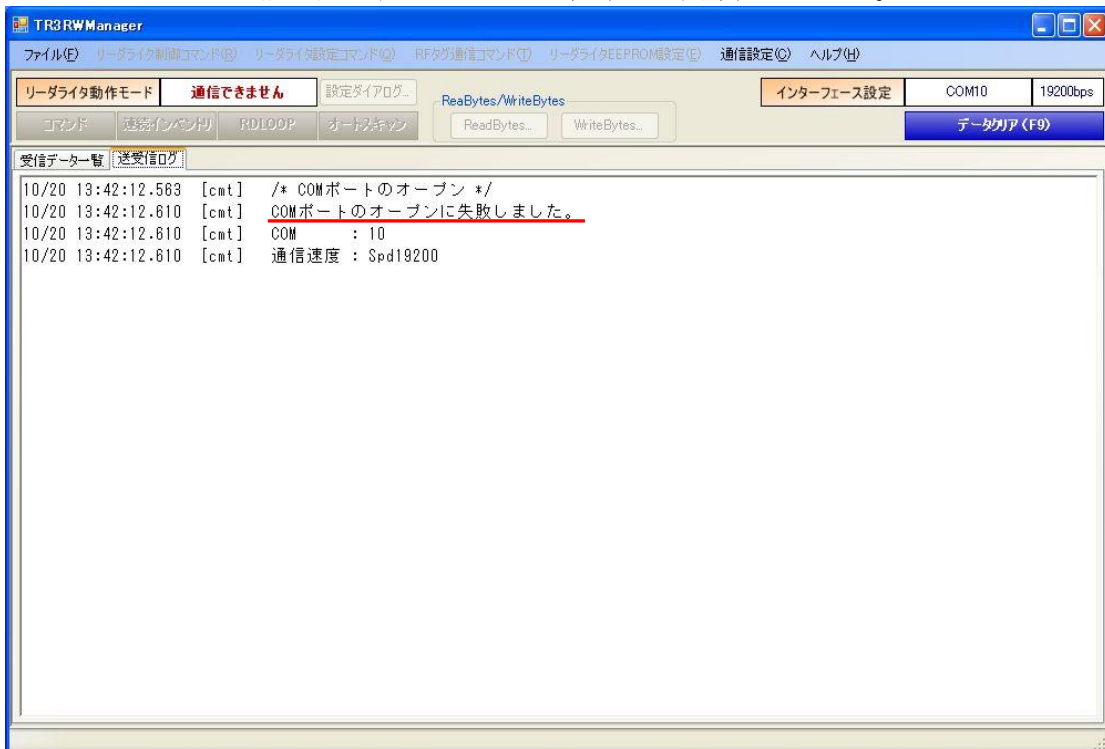 TR3RWManager
ファイル(F) リーダライタ制御コマンド(R) リーダライタ設定コマンド(Q) RFタグ通信コマンド(T) リーダライタEEPROM設定(E) 通信設定(C) ヘルプ(H)
リーダライタ動作モード 通信できません 設定ダイアログ... ReaBytes/WriteBytes インターフェース設定 COM10 19200bps
コマンド 連続インベントリ RDLOOP オートスキャン ReadBytes... WriteBytes... データクリア (F9)
受信データ一覧 送受信ログ
10/20 13:42:12.563 [cmt] /* COMポートのオープン */
10/20 13:42:12.610 [cmt] COMポートのオープンに失敗しました。
10/20 13:42:12.610 [cmt] COM : 10
10/20 13:42:12.610 [cmt] 通信速度 : Spd19200